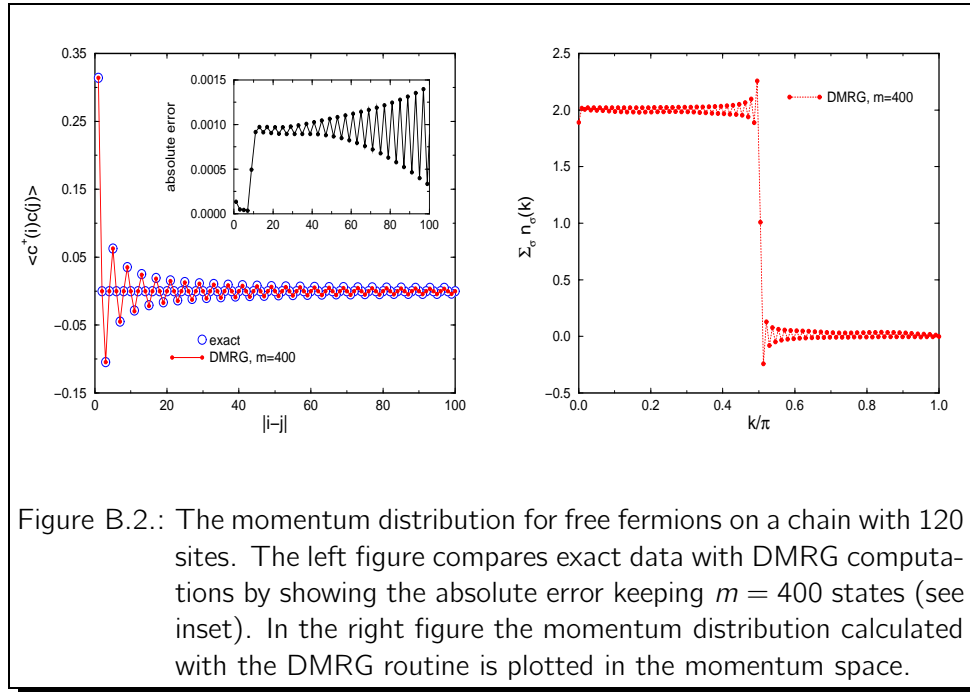 0.35
0.25
0.15
0.05
−0.05
−0.15
<c⁺(i)c(j)>
0
20
40
60
80
100
|i−j|
exact
DMRG, m=400
0.0015
0.0010
0.0005
0.0000
absolute error
0
20
40
60
80
100
2.5
2.0
1.5
1.0
0.5
0.0
−0.5
Σσ nσ(k)
0.0
0.2
0.4
0.6
0.8
1.0
k/π
DMRG, m=400
Figure B.2.: The momentum distribution for free fermions on a chain with 120
sites. The left figure compares exact data with DMRG computa-
tions by showing the absolute error keeping m = 400 states (see
inset). In the right figure the momentum distribution calculated
with the DMRG routine is plotted in the momentum space.